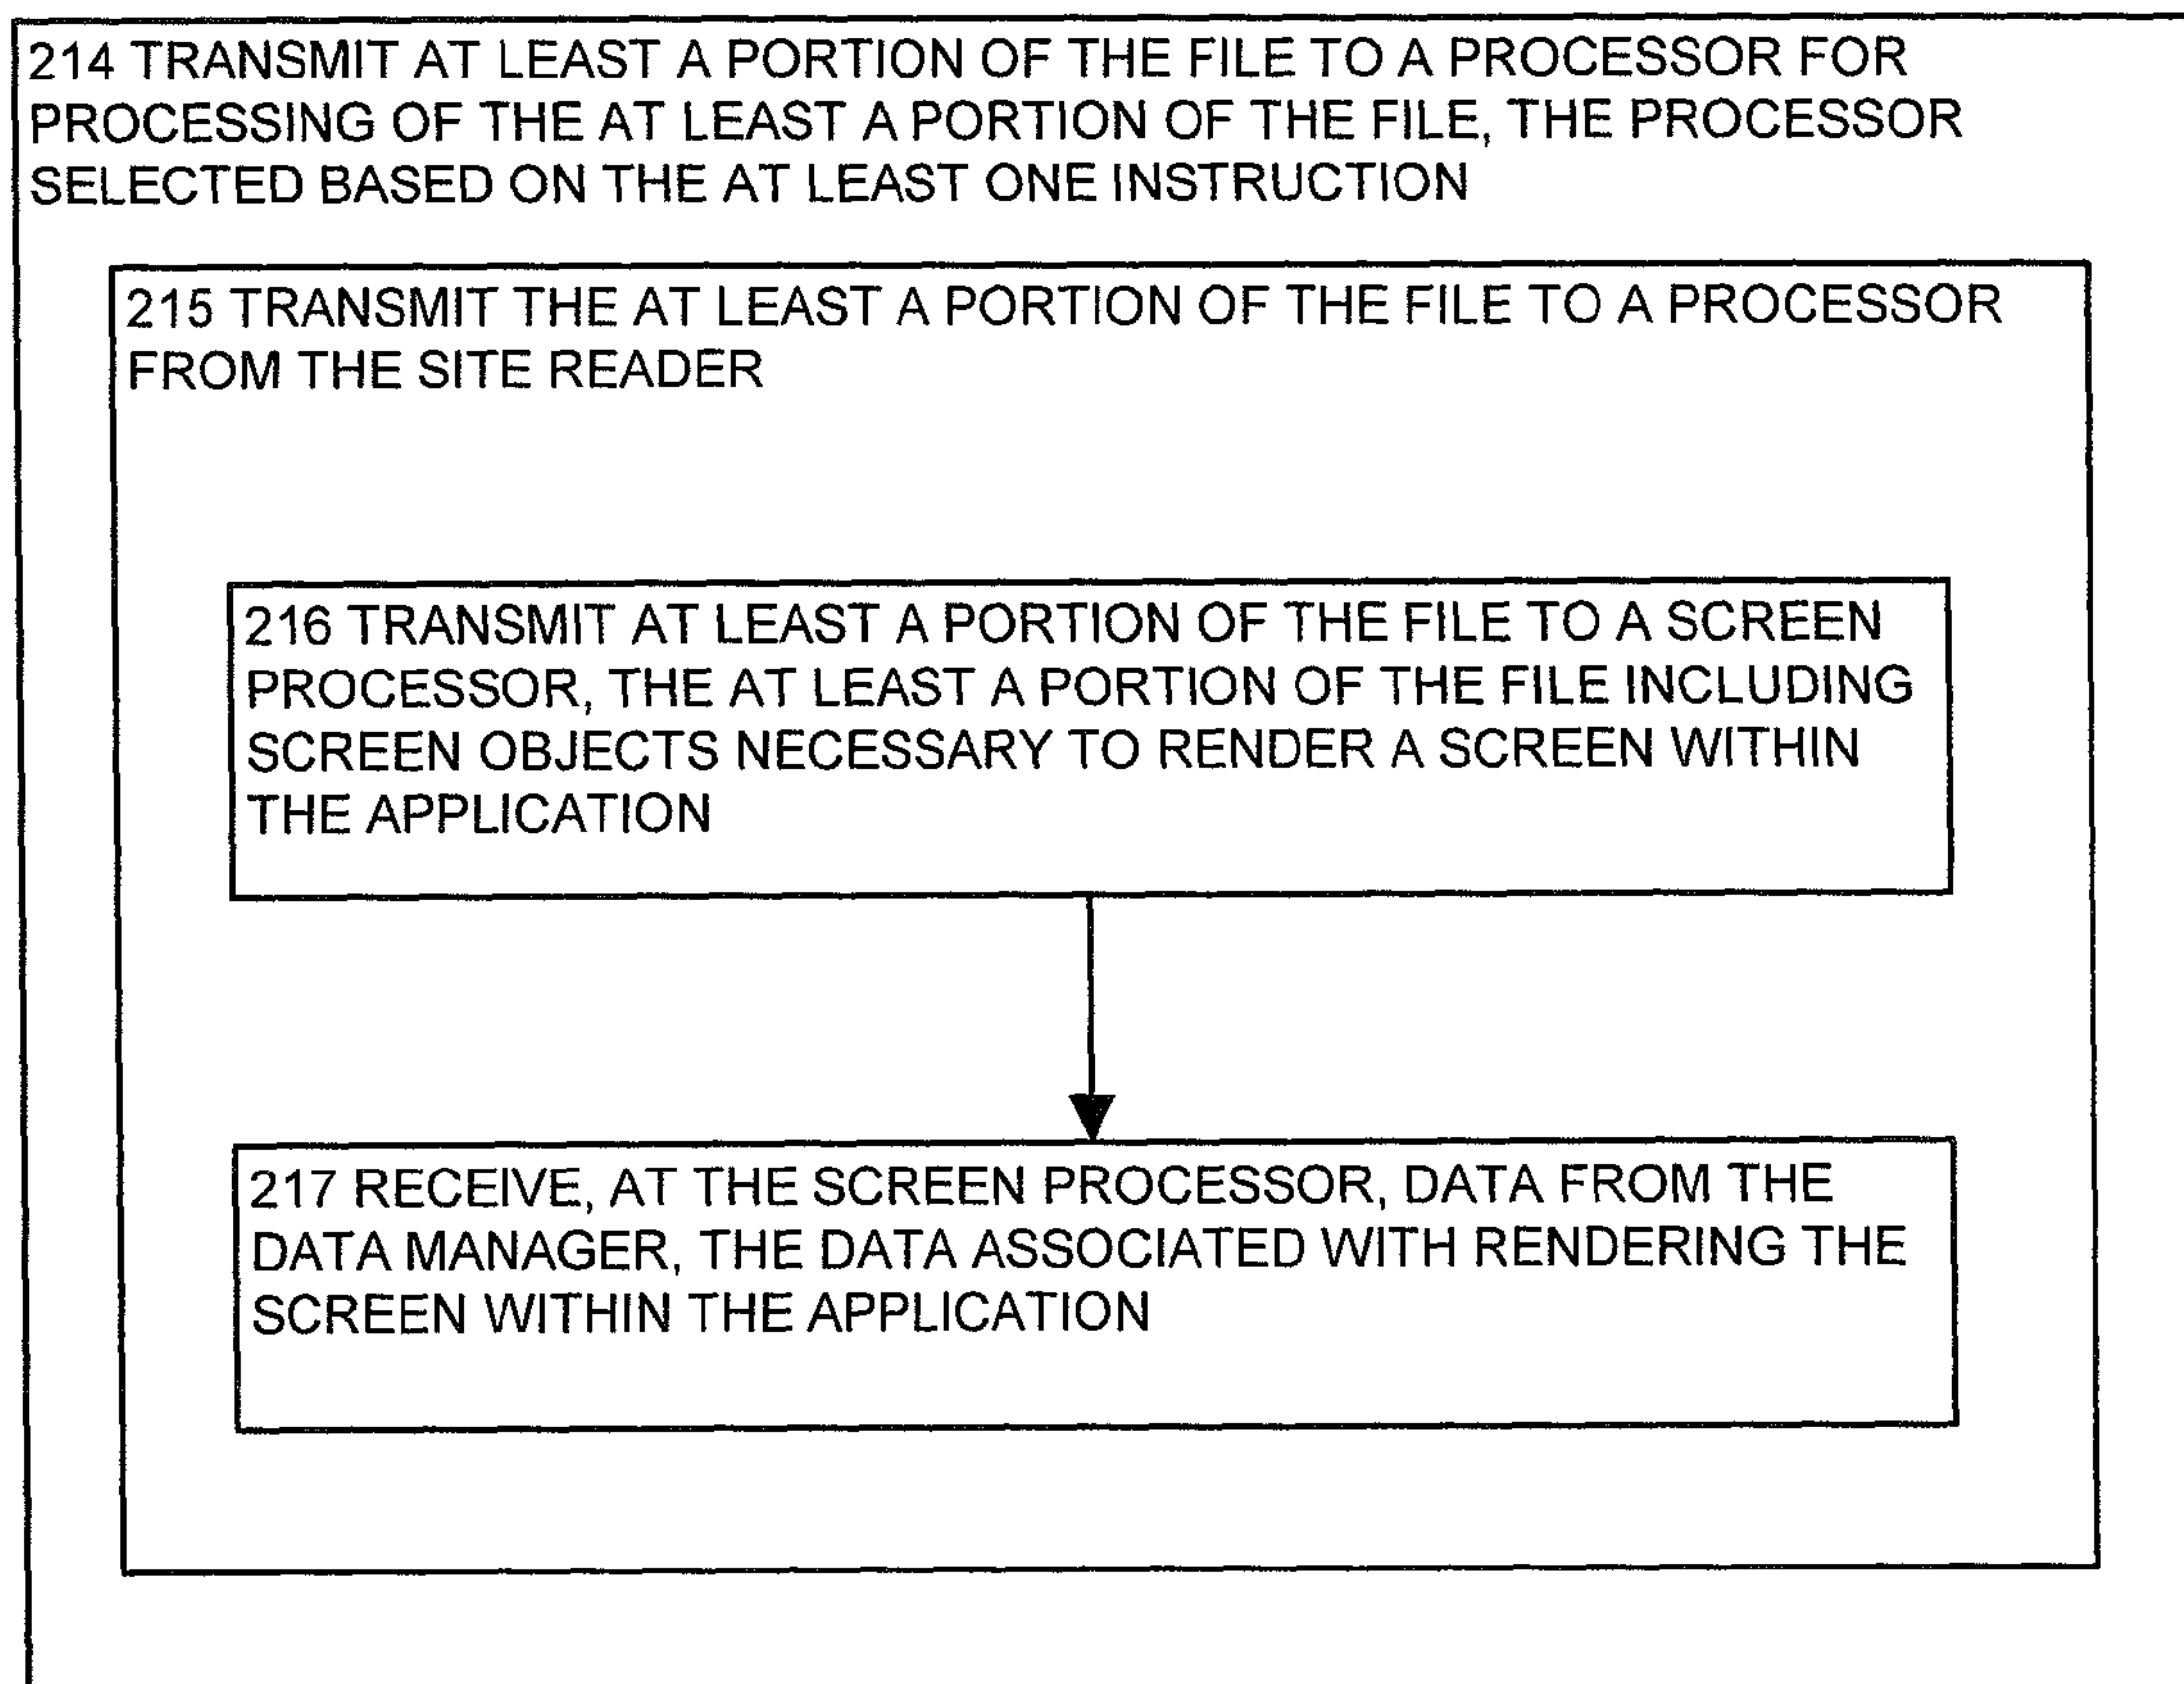 214 TRANSMIT AT LEAST A PORTION OF THE FILE TO A PROCESSOR FOR
PROCESSING OF THE AT LEAST A PORTION OF THE FILE, THE PROCESSOR
SELECTED BASED ON THE AT LEAST ONE INSTRUCTION
215 TRANSMIT THE AT LEAST A PORTION OF THE FILE TO A PROCESSOR
FROM THE SITE READER
216 TRANSMIT AT LEAST A PORTION OF THE FILE TO A SCREEN
PROCESSOR, THE AT LEAST A PORTION OF THE FILE INCLUDING
SCREEN OBJECTS NECESSARY TO RENDER A SCREEN WITHIN
THE APPLICATION
217 RECEIVE, AT THE SCREEN PROCESSOR, DATA FROM THE
DATA MANAGER, THE DATA ASSOCIATED WITH RENDERING THE
SCREEN WITHIN THE APPLICATION